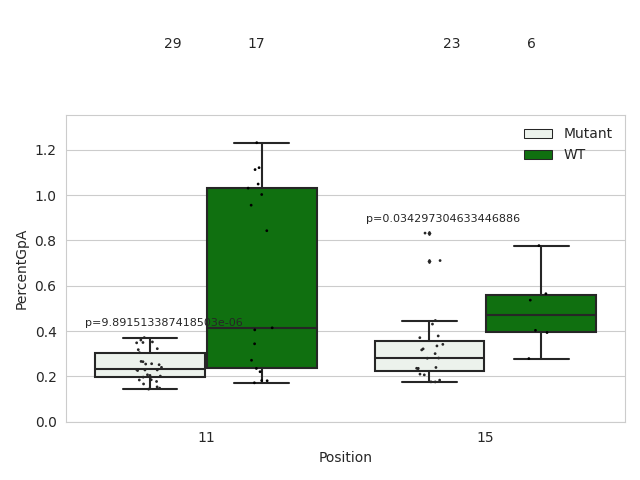 29 17 23 6
Mutant
WT
p=0.034297304633446886
p=9.891513387418503e-06
PercentGpA
1.2
1.0
0.8
0.6
0.4
0.2
0.0
11 15
Position